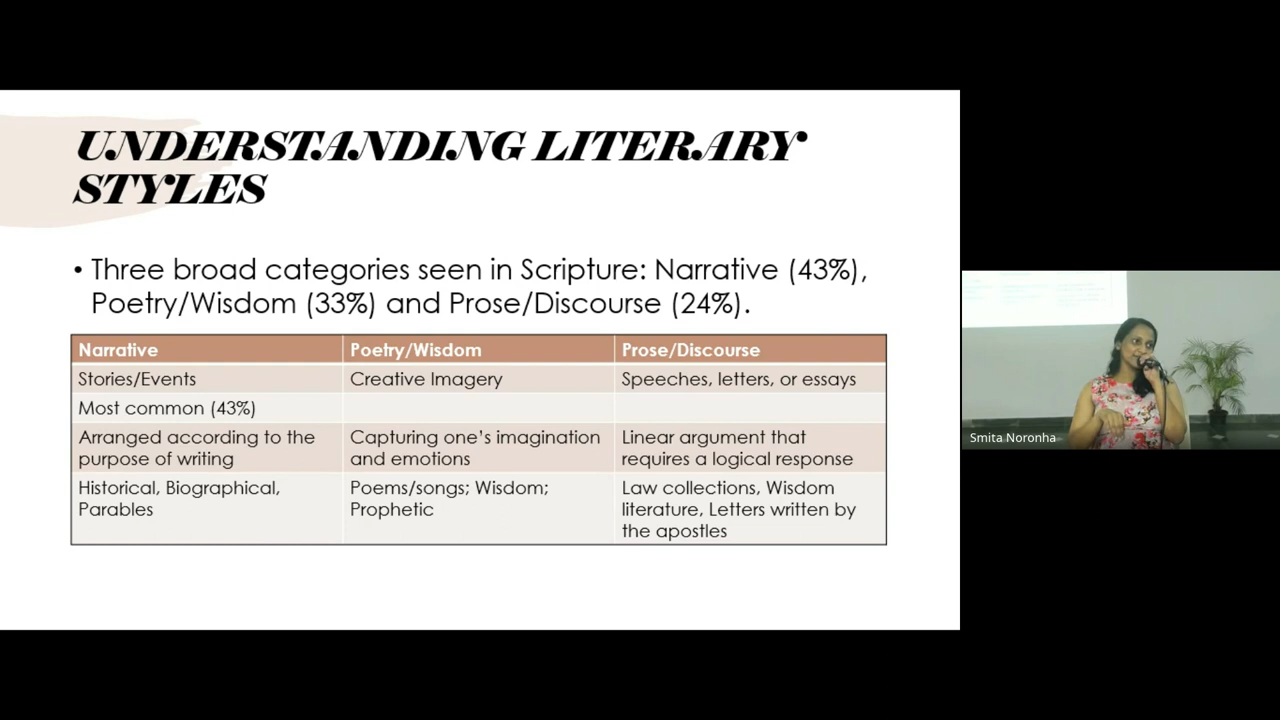 UNDERSTANDING LITERARY
STYLES
• Three broad categories seen in Scripture: Narrative (43%),
Poetry/Wisdom (33%) and Prose/Discourse (24%).
Narrative Poetry/Wisdom Prose/Discourse
Stories/Events Creative Imagery Speeches, letters, or essays
Most common (43%)
Arranged according to the Capturing one's imagination Linear argument that
purpose of writing and emotions requires a logical response
Historical, Biographical, Poems/songs; Wisdom; Law collections, Wisdom
Parables Prophetic literature, Letters written by
the apostles
Smita Noronha